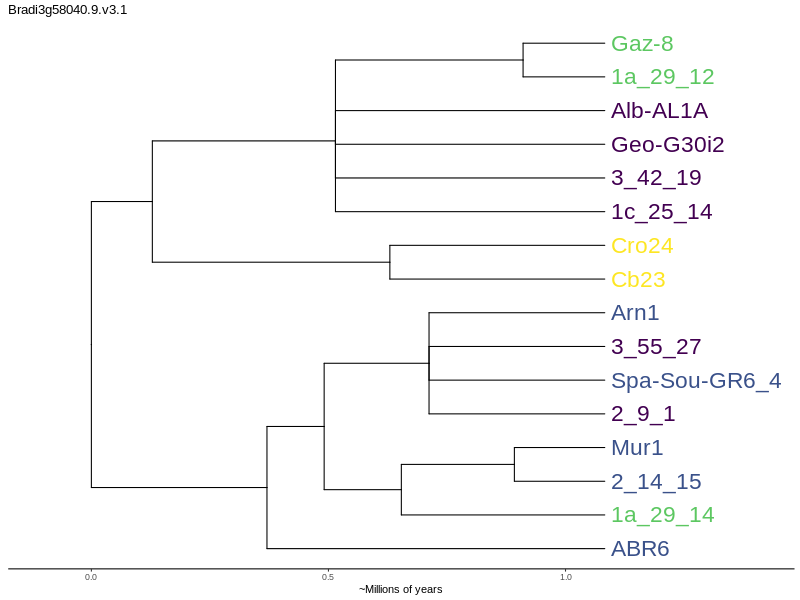 Bradi3g58040.9.v3.1
Gaz-8
1a_29_12
Alb-AL1A
Geo-G30i2
3_42_19
1c_25_14
Cro24
Cb23
Arn1
3_55_27
Spa-Sou-GR6_4
2_9_1
Mur1
2_14_15
1a_29_14
ABR6
0.0 0.5 1.0
~Millions of years